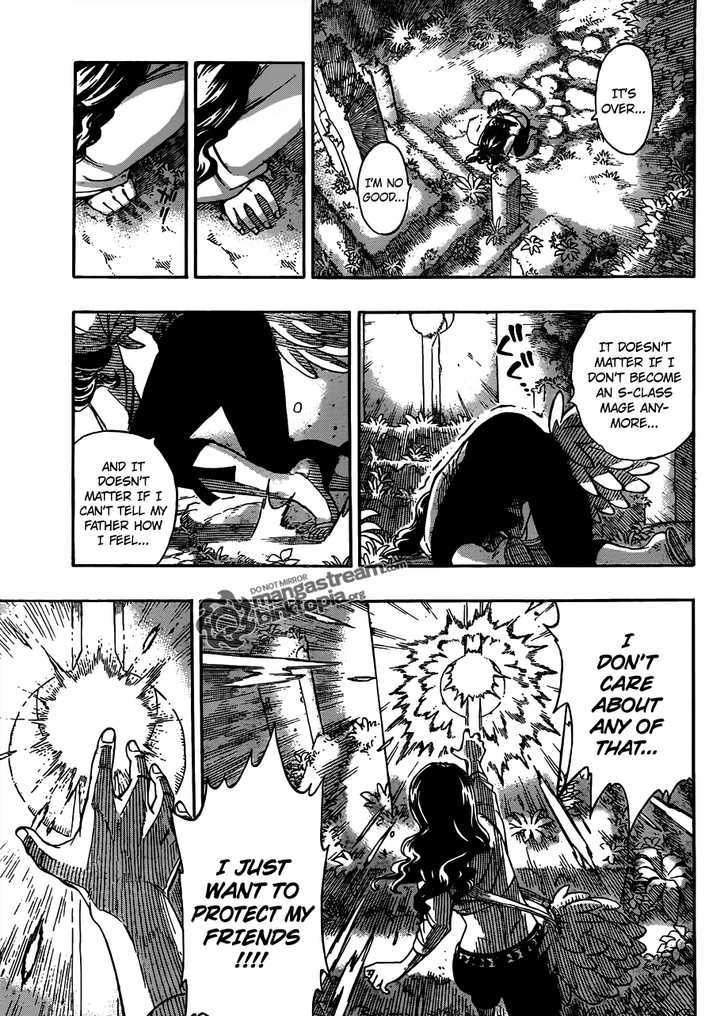 IT'S
OVER...
I'M NO
GOOD...
IT DOESN'T
MATTER IF I
DON'T BECOME
AN S-CLASS
MAGE ANY-
MORE...
AND IT
DOESN'T
MATTER IF I
CAN'T TELL MY
FATHER HOW
I FEEL...
DO NOT MIRROR
mangastream.com
binktopia.org
I
DON'T
CARE
ABOUT
ANY OF
THAT...
I JUST
WANT TO
PROTECT MY
FRIENDS
!!!!